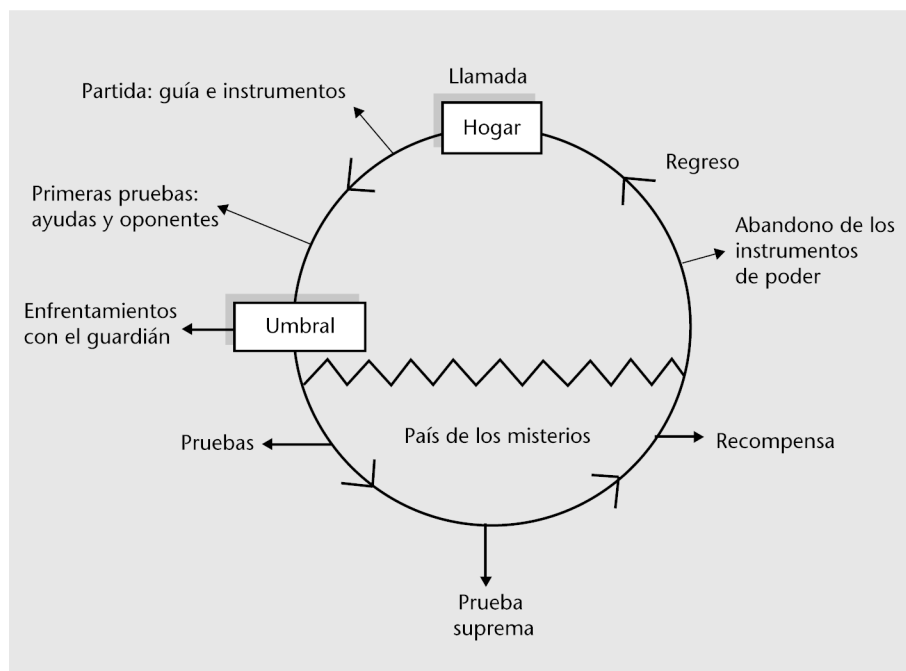 Llamada
Hogar
Partida: guía e instrumentos
Primeras pruebas:
ayudas y oponentes
Enfrentamientos
con el guardián
Umbral
Pruebas
País de los misterios
Prueba
suprema
Recompensa
Abandono de los
instrumentos
de poder
Regreso